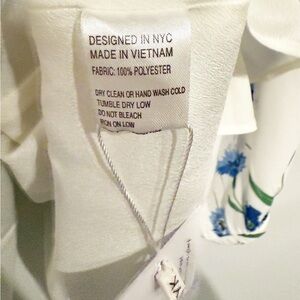 DESIGNED IN NYC
MADE IN VIETNAM
FABRIC: 100% POLYESTER
DRY CLEAN OR HAND WASH COLD
TUMBLE DRY LOW
DO NOT BLEACH
IRON ON LOW